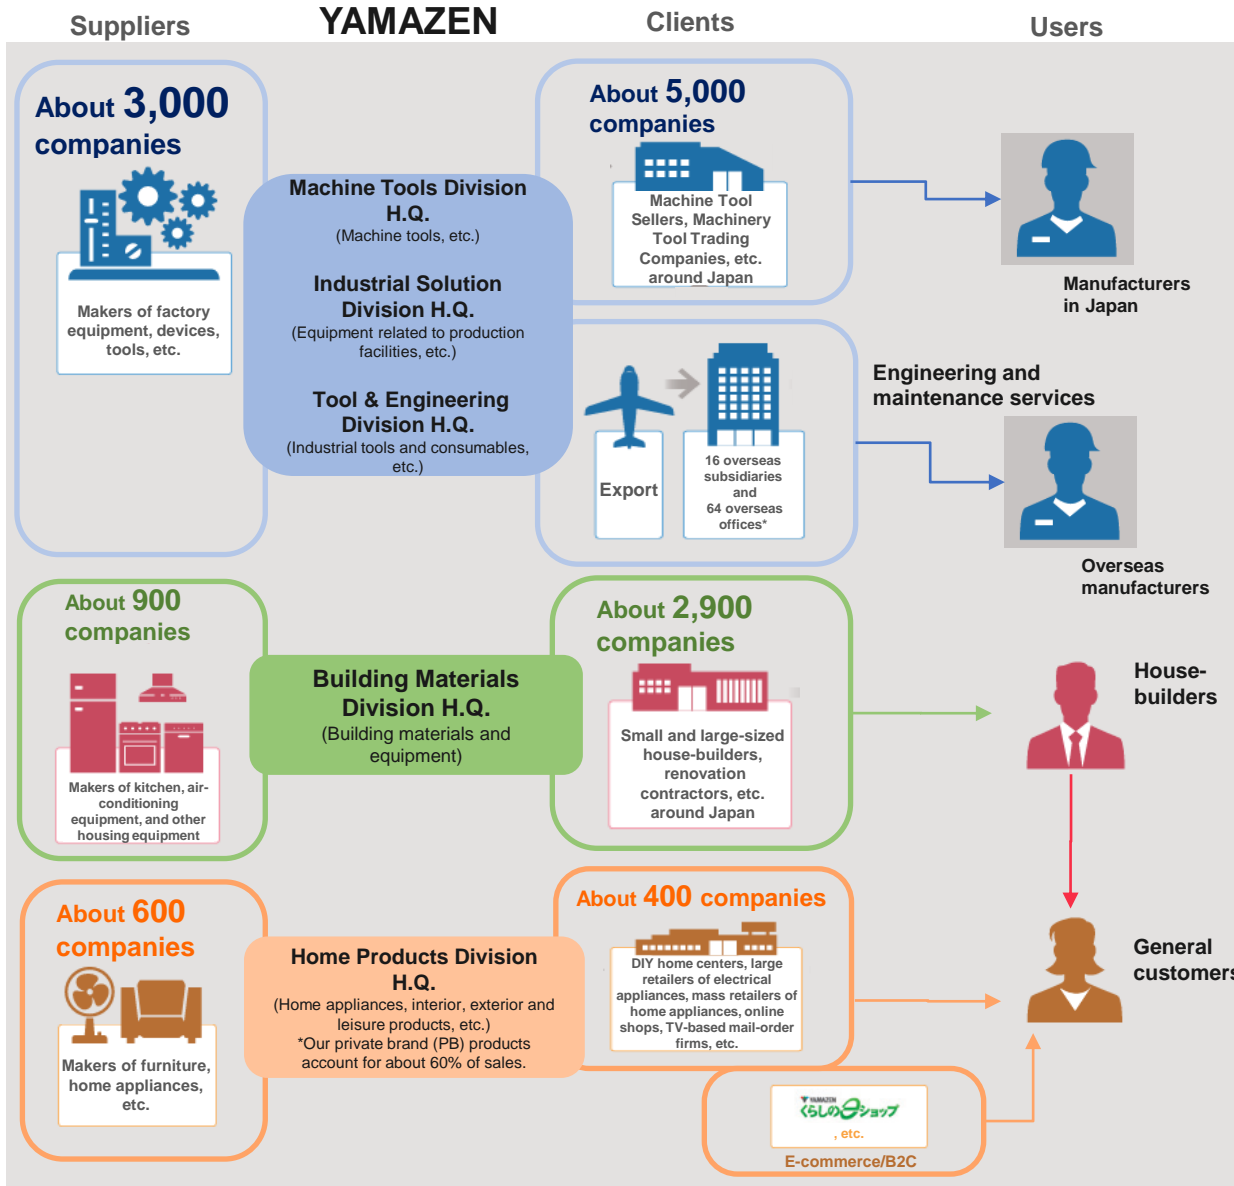 Suppliers
YAMAZEN
Clients
Users
About 3,000
companies
Makers of factory
equipment, devices,
tools, etc.
Machine Tools Division
H.Q.
(Machine tools, etc.)
Industrial Solution
Division H.Q.
(Equipment related to production
facilities, etc.)
Tool & Engineering
Division H.Q.
(Industrial tools and consumables,
etc.)
About 5,000
companies
Machine Tool
Sellers, Machinery
Tool Trading
Companies, etc.
around Japan
Manufacturers
in Japan
Export
16 overseas
subsidiaries
and
64 overseas
offices*
Engineering and
maintenance services
Overseas
manufacturers
About 900
companies
Makers of kitchen, air-
conditioning
equipment, and other
housing equipment
Building Materials
Division H.Q.
(Building materials and
equipment)
About 2,900
companies
Small and large-sized
house-builders,
renovation
contractors, etc.
around Japan
House-
builders
About 600
companies
Makers of furniture,
home appliances,
etc.
Home Products Division
H.Q.
(Home appliances, interior, exterior and
leisure products, etc.)
*Our private brand (PB) products
account for about 60% of sales.
About 400 companies
DIY home centers, large
retailers of electrical
appliances, mass retailers of
home appliances, online
shops, TV-based mail-order
firms, etc.
General
customers
YAMAZEN
くらしのeショップ
, etc.
E-commerce/B2C